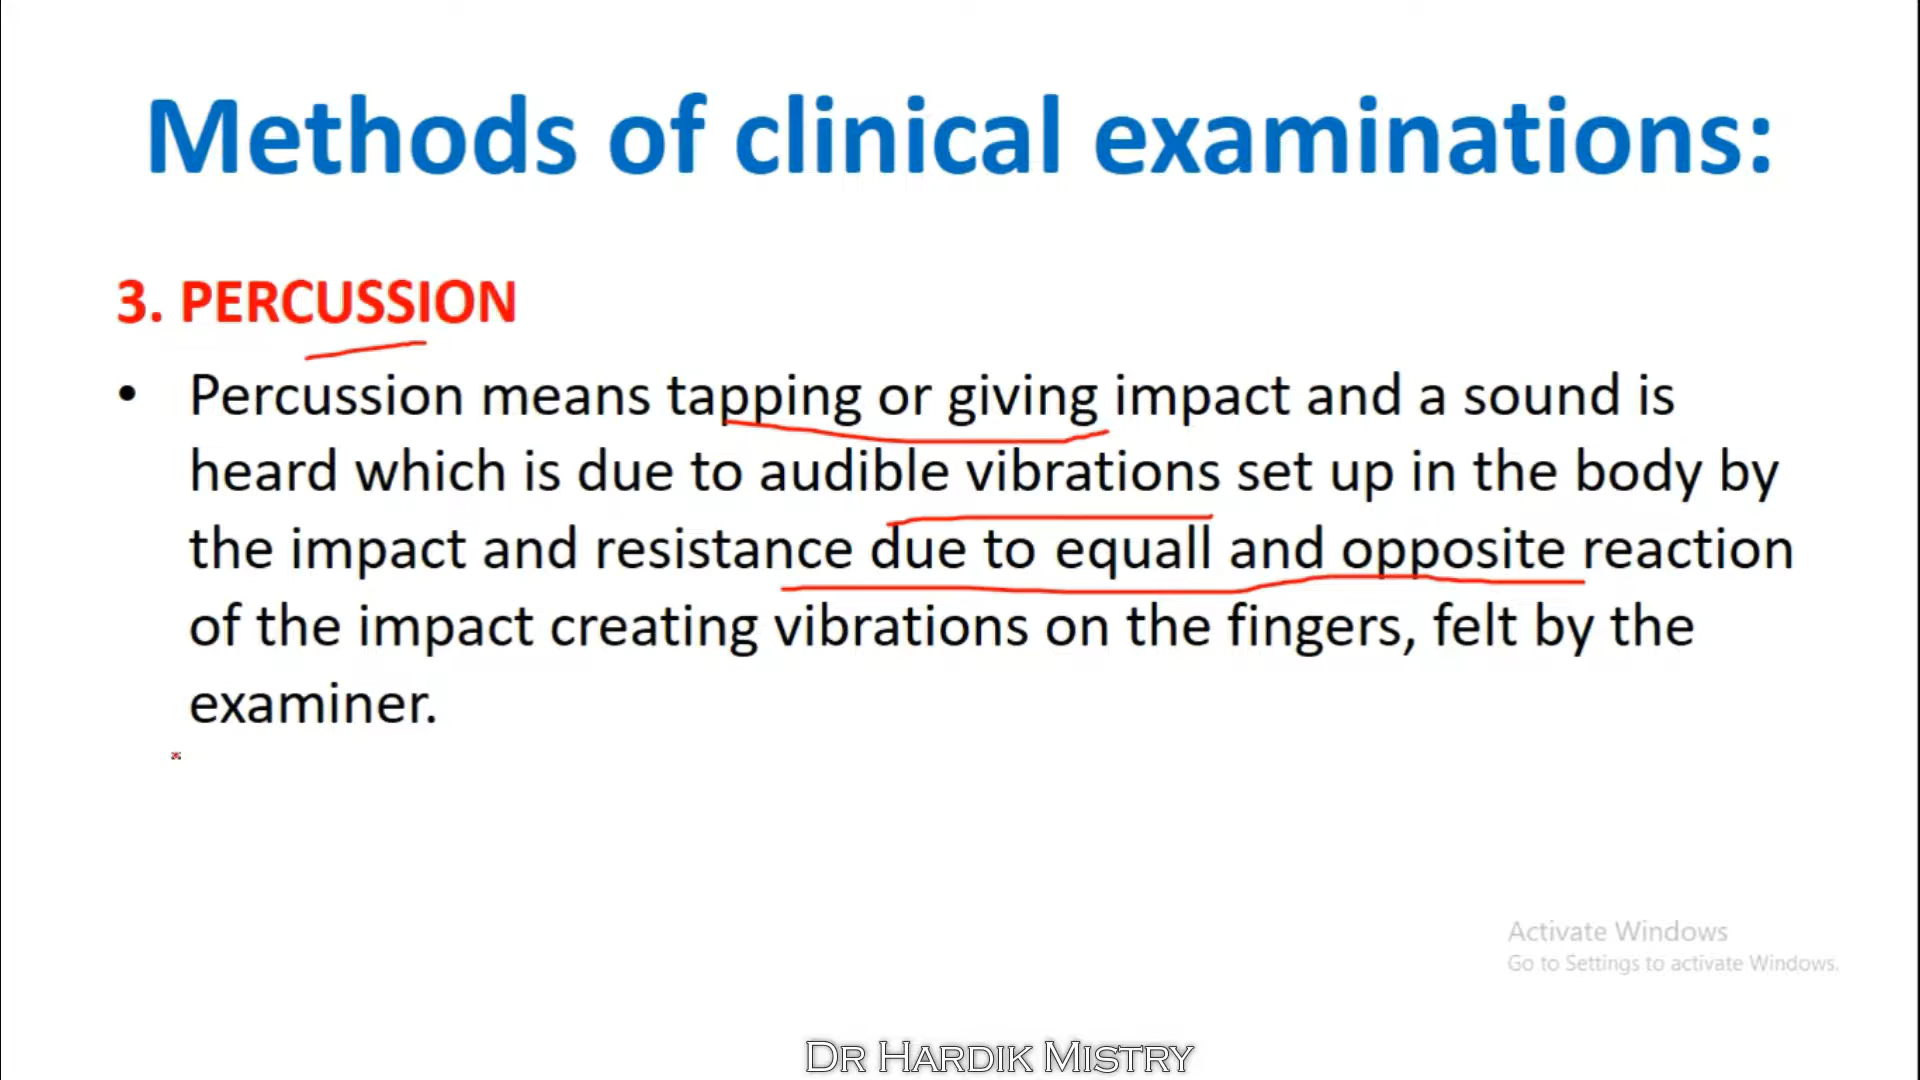 Methods of clinical examinations:
3. PERCUSSION
• Percussion means tapping or giving impact and a sound is
heard which is due to audible vibrations set up in the body by
the impact and resistance due to equall and opposite reaction
of the impact creating vibrations on the fingers, felt by the
examiner.
Activate Windows
Go to Settings to activate Windows.
DR HARDIK MISTRY